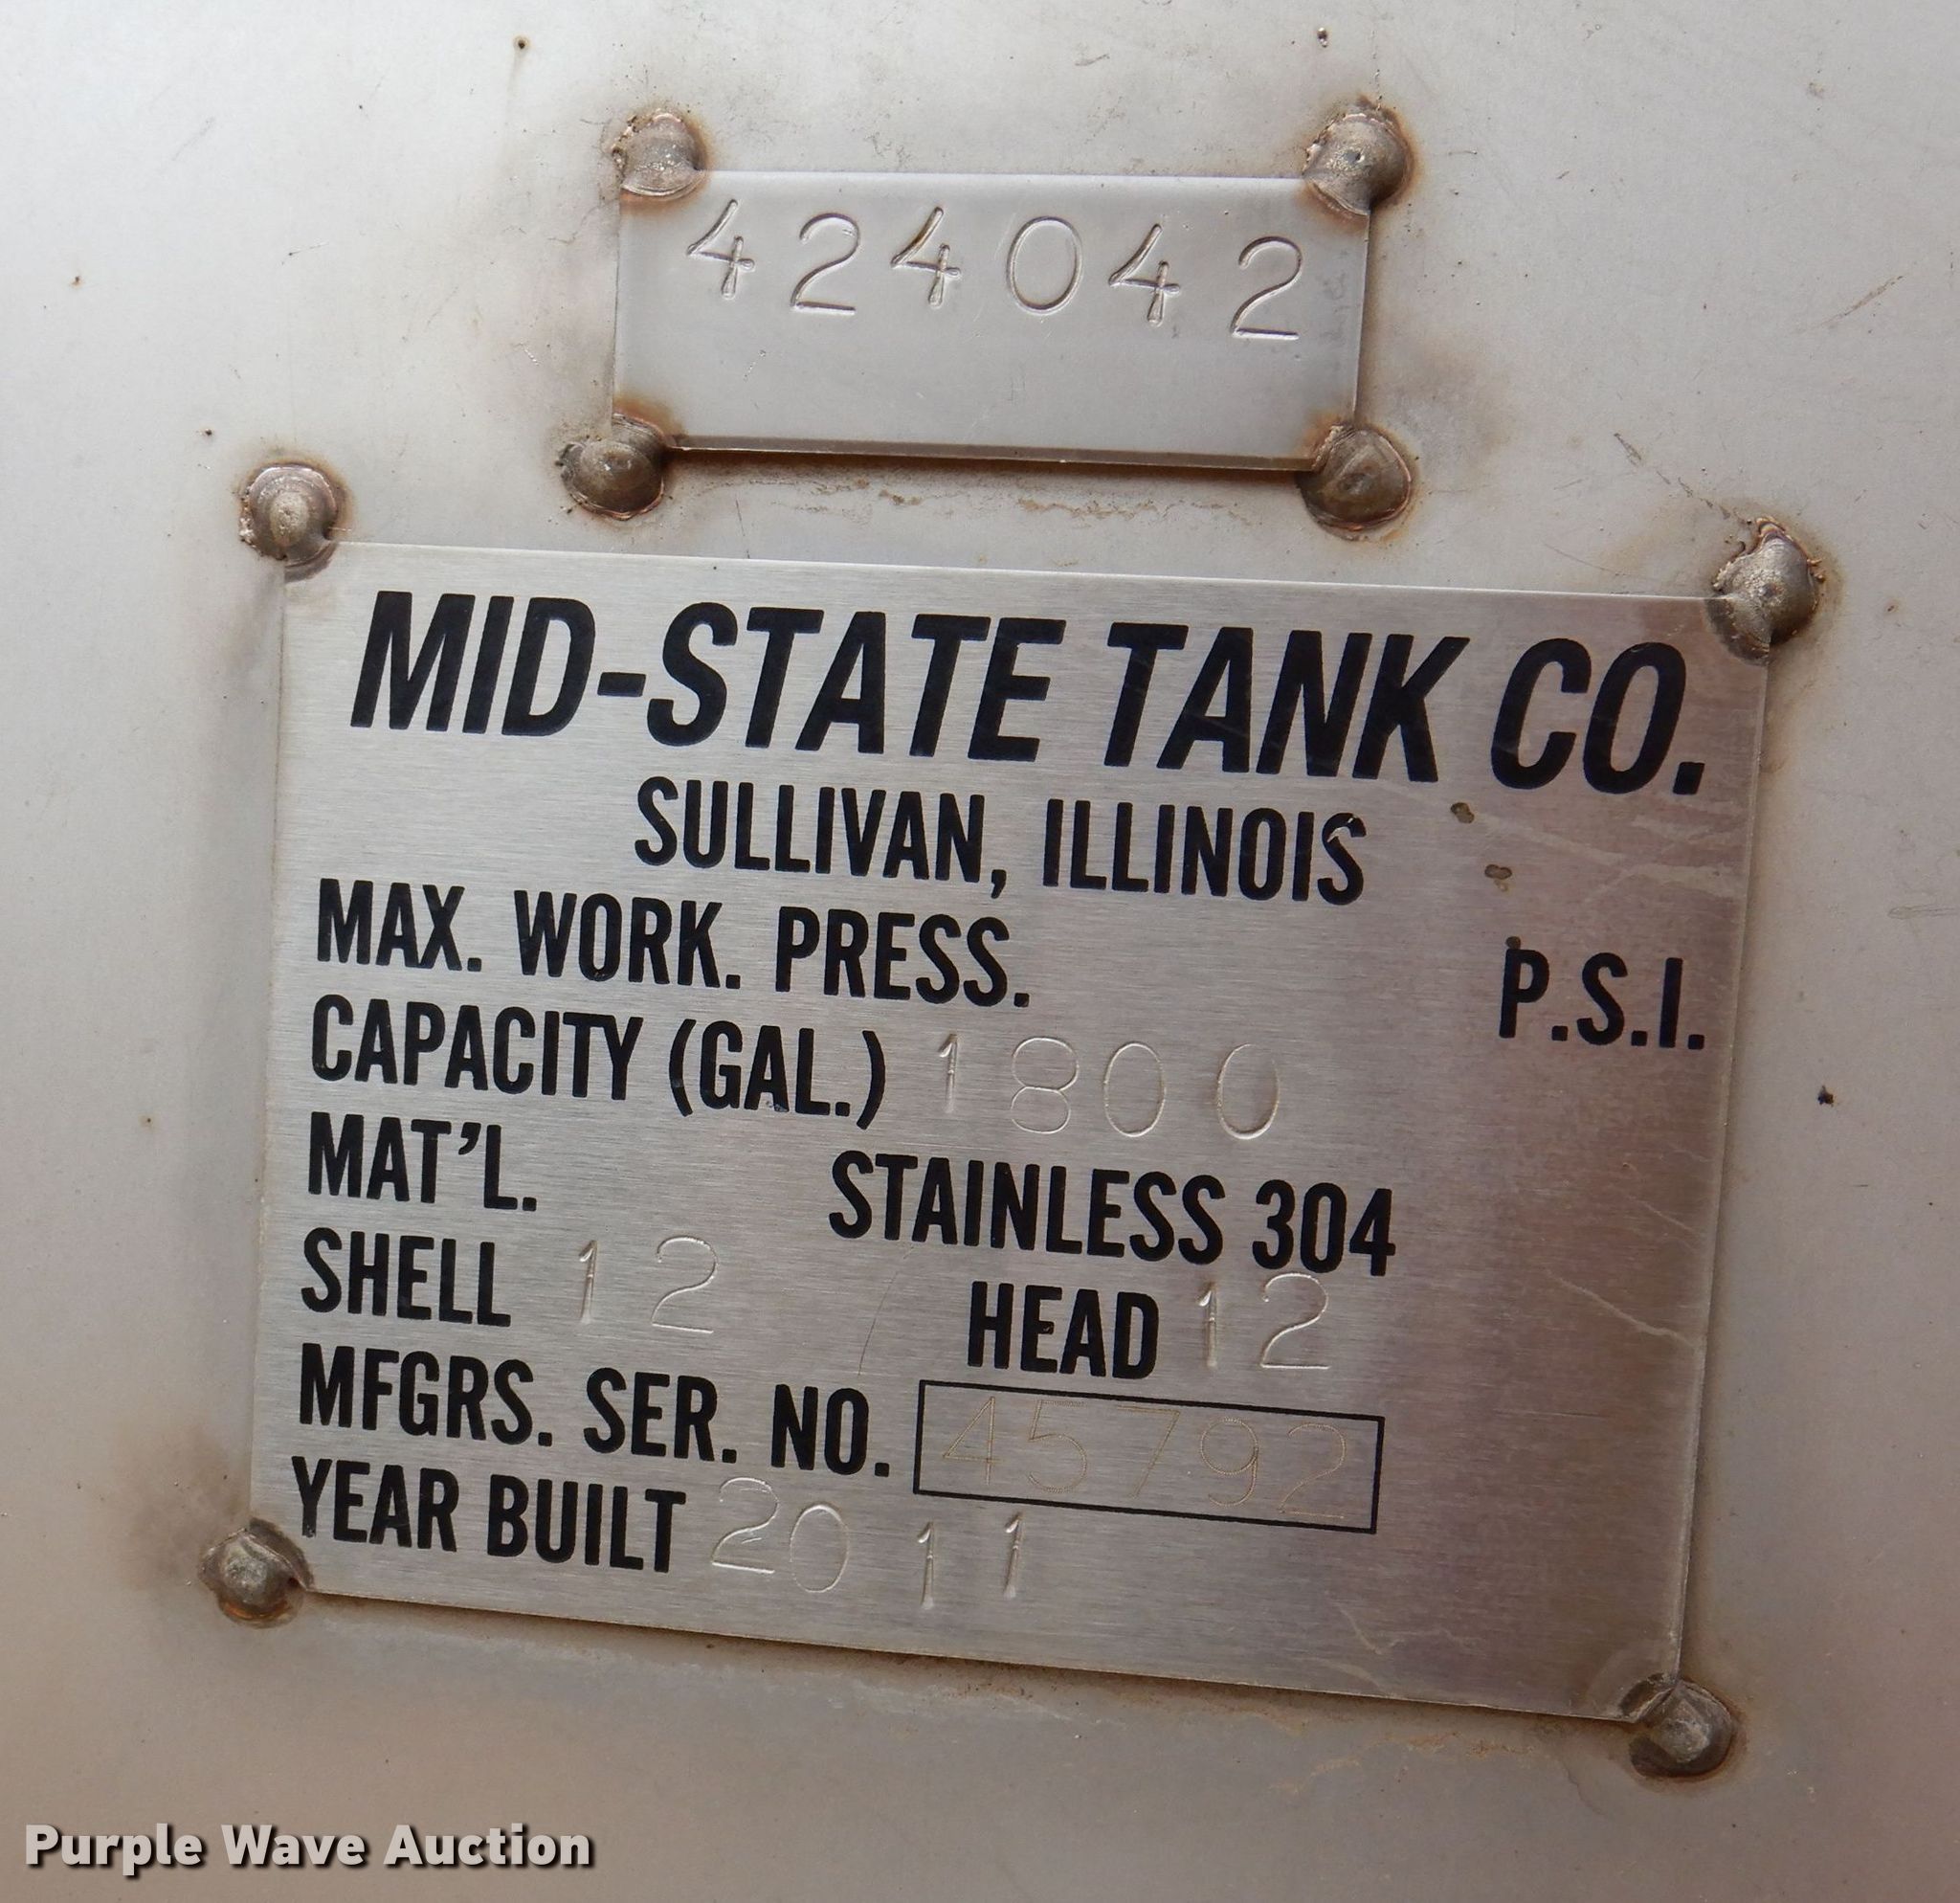 424042
MID-STATE TANK CO.
SULLIVAN, ILLINOIS
MAX. WORK. PRESS. P.S.I.
CAPACITY (GAL.) 1800
MAT'L. STAINLESS 304
SHELL 12 HEAD 12
MFGRS. SER. NO. 45792
YEAR BUILT 2011
Purple Wave Auction